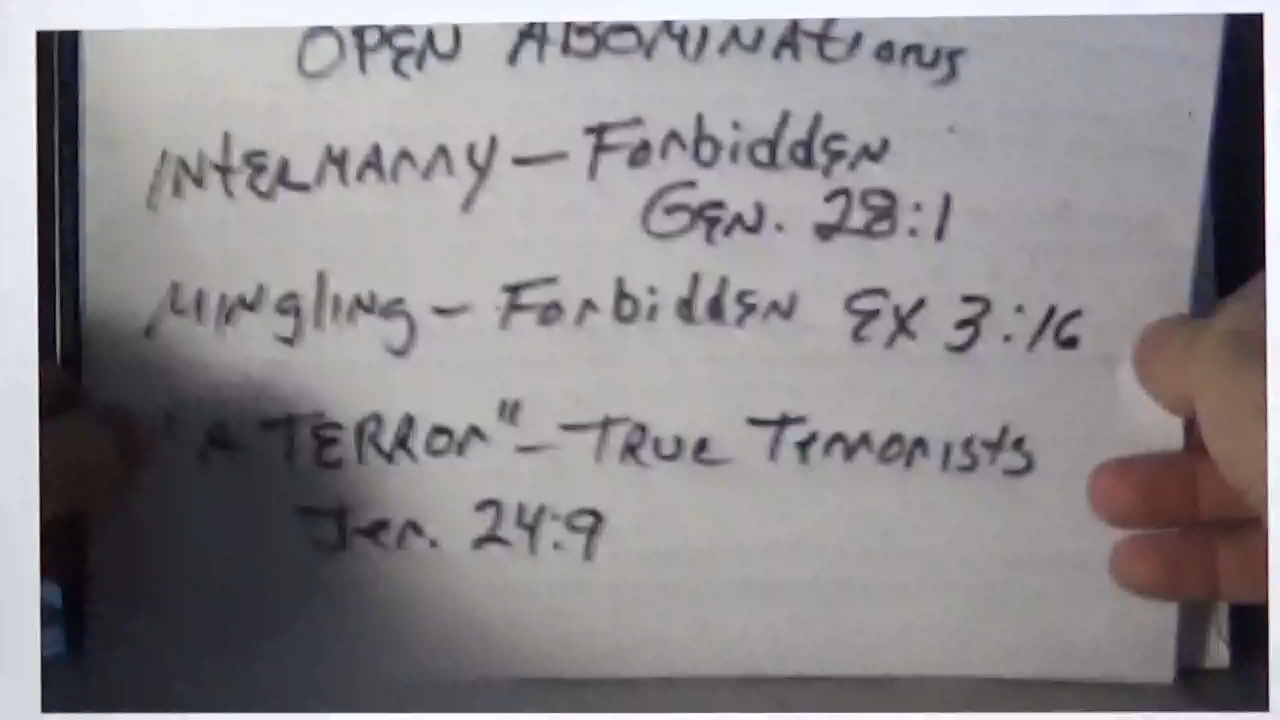 OPEN ABOMINATIONS
INTERMARRY - Forbidden
GEN. 28:1
MINGLING - Forbidden EX 3:16
"A TERROR" - TRUE Terrorists
Jer. 24:9